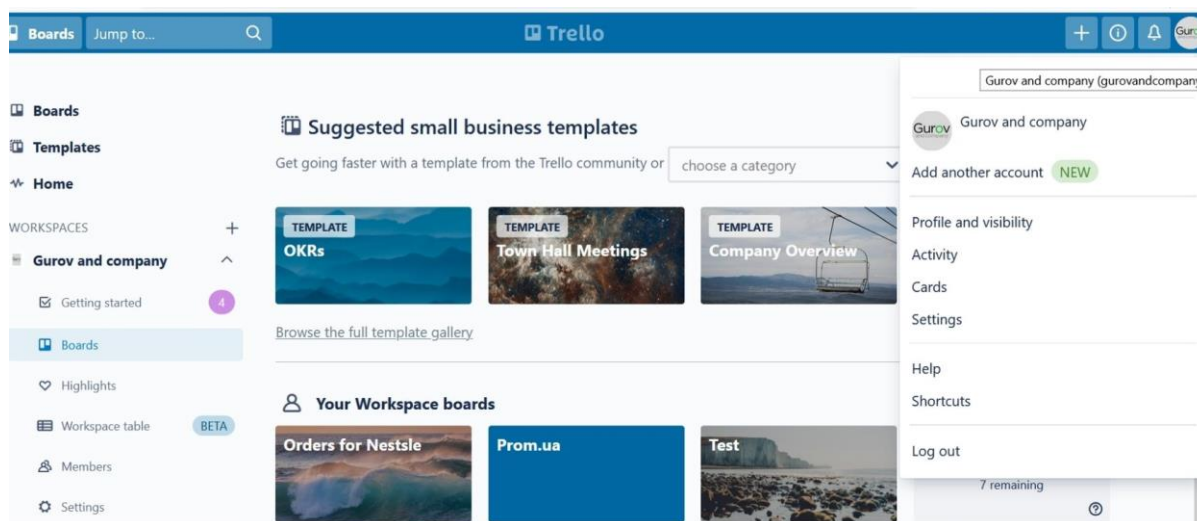 Boards
Jump to...
Trello
Gurov
Gurov and company (gurovandcompany
Boards
Templates
Home
WORKSPACES
Gurov and company
Getting started
4
Boards
Highlights
Workspace table
BETA
Members
Settings
Suggested small business templates
Get going faster with a template from the Trello community or
choose a category
TEMPLATE
OKRs
TEMPLATE
Town Hall Meetings
TEMPLATE
Company Overview
Browse the full template gallery
Your Workspace boards
Orders for Nestsle
Prom.ua
Test
Gurov
Gurov and company
Add another account NEW
Profile and visibility
Activity
Cards
Settings
Help
Shortcuts
Log out
7 remaining